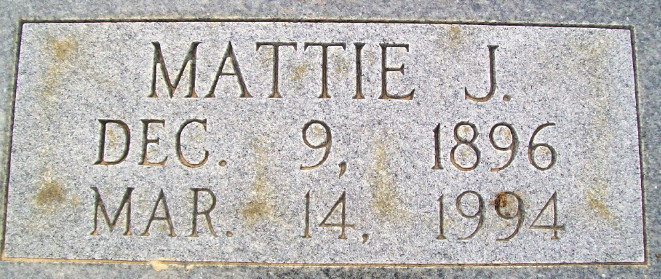 MATTIE J.
DEC. 9, 1896
MAR. 14, 1994